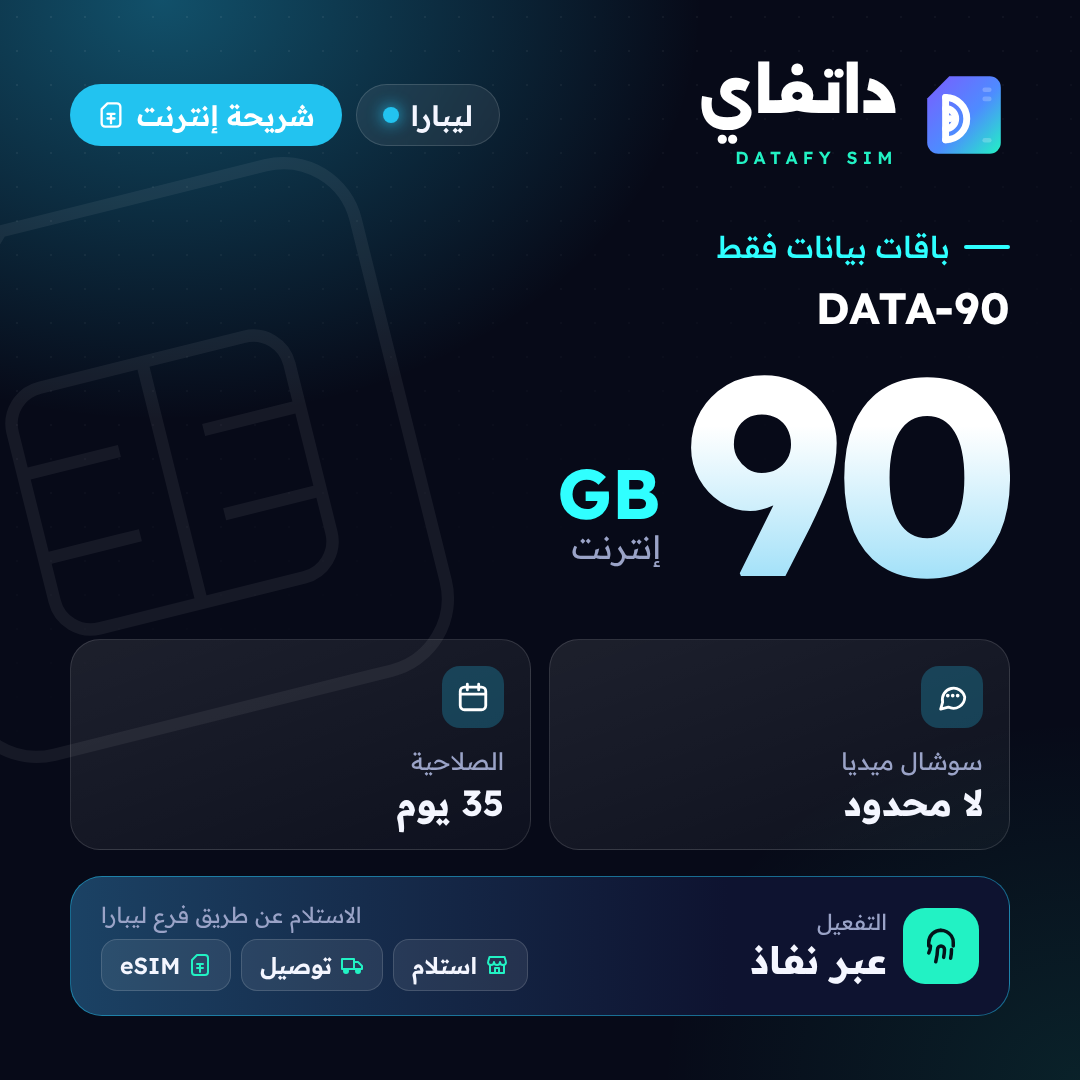 داتفاي
DATAFY SIM
ليبارا
شريحة إنترنت
باقات بيانات فقط
DATA-90
90
GB
إنترنت
سوشال ميديا
لا محدود
الصلاحية
35 يوم
التفعيل
عبر نفاذ
الاستلام عن طريق فرع ليبارا
استلام
توصيل
eSIM